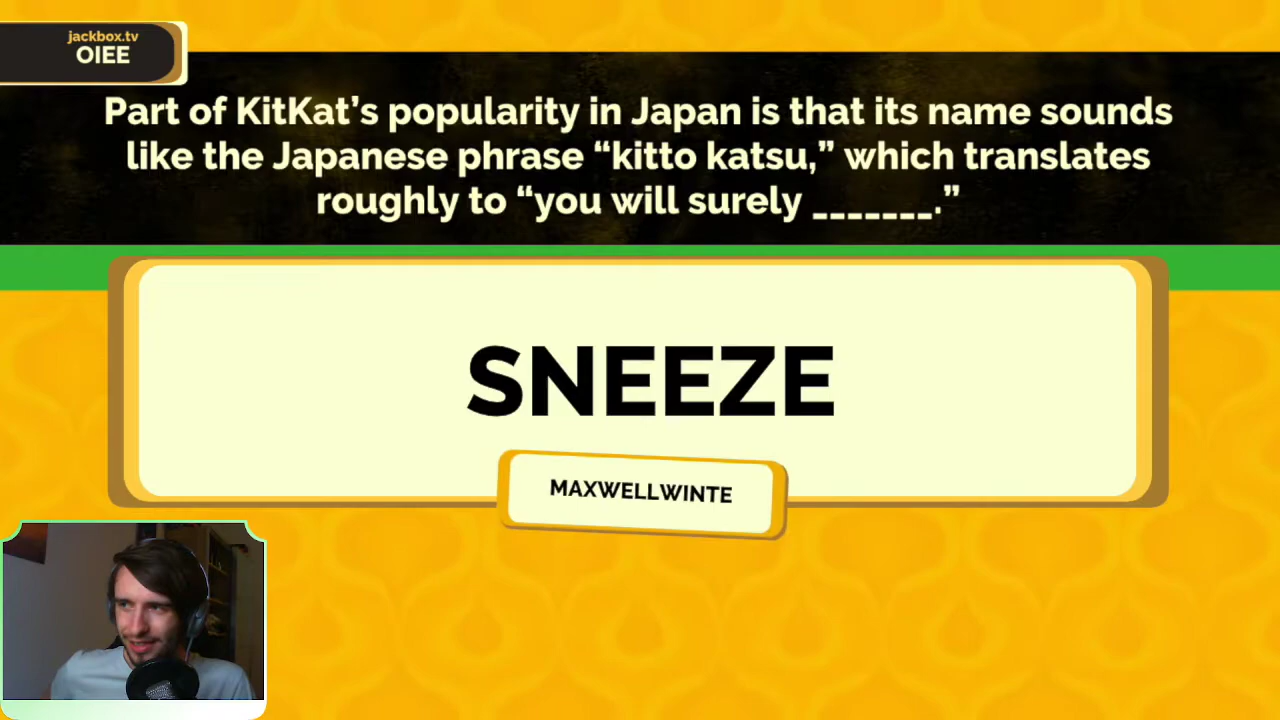 jackbox.tv
OIEE
Part of KitKat’s popularity in Japan is that its name sounds
like the Japanese phrase “kitto katsu,” which translates
roughly to “you will surely _______.”
SNEEZE
MAXWELLWINTE